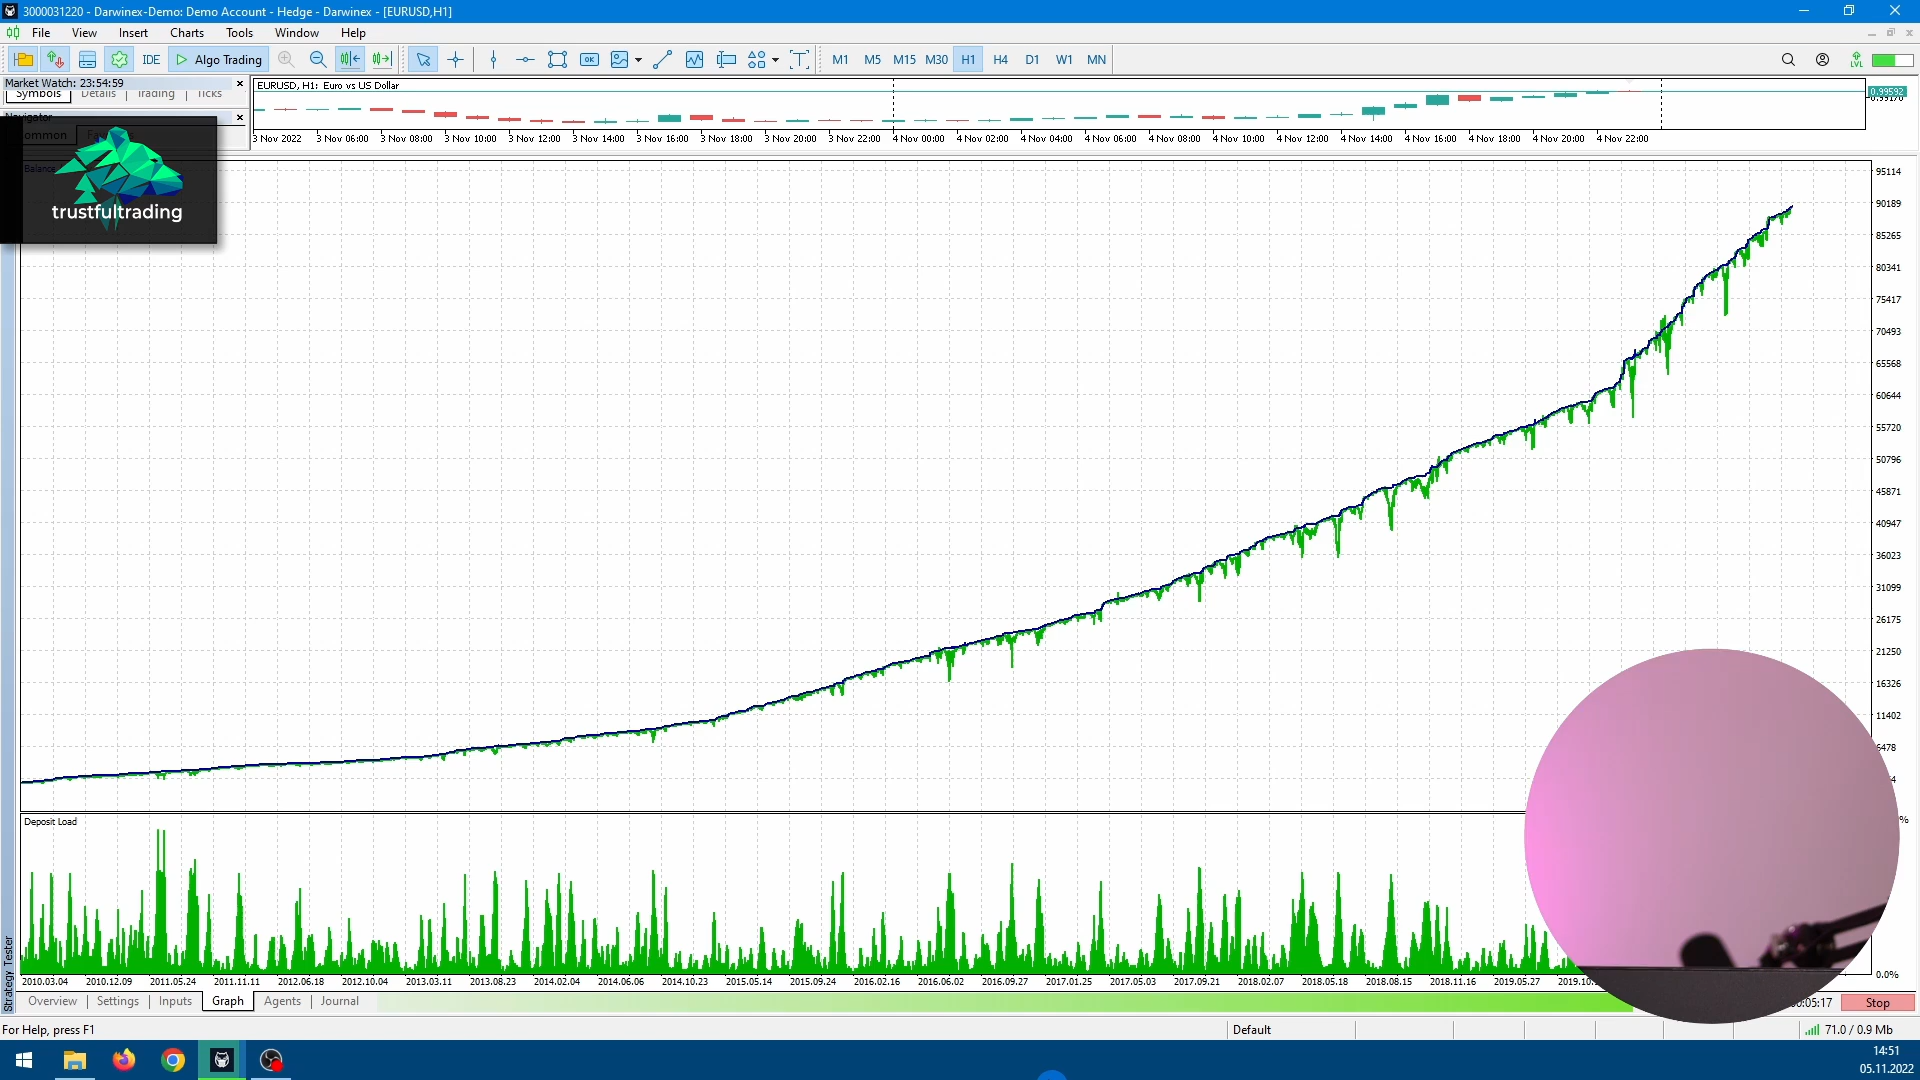 3000031220 - Darwinex-Demo: Demo Account - Hedge - Darwinex - [EURUSD,H1]
File View Insert Charts Tools Window Help
IDE Algo Trading OK M1 M5 M15 M30 H1 H4 D1 W1 MN LVL
Market Watch: 23:54:59
Symbols Details Trading Ticks
EURUSD, H1: Euro vs US Dollar
0.99592
3 Nov 2022 3 Nov 06:00 3 Nov 08:00 3 Nov 10:00 3 Nov 12:00 3 Nov 14:00 3 Nov 16:00 3 Nov 18:00 3 Nov 20:00 3 Nov 22:00 4 Nov 00:00 4 Nov 02:00 4 Nov 04:00 4 Nov 06:00 4 Nov 08:00 4 Nov 10:00 4 Nov 12:00 4 Nov 14:00 4 Nov 16:00 4 Nov 18:00 4 Nov 20:00 4 Nov 22:00
Navigator
Balance
trustfultrading
95114
90189
85265
80341
75417
70493
65568
60644
55720
50796
45871
40947
36023
31099
26175
21250
16326
11402
6478
Deposit Load
0.0%
2010.03.04 2010.12.09 2011.05.24 2011.11.11 2012.06.18 2012.10.04 2013.03.11 2013.08.23 2014.02.04 2014.06.06 2014.10.23 2015.05.14 2015.09.24 2016.02.16 2016.06.02 2016.09.27 2017.01.25 2017.05.03 2017.09.21 2018.02.07 2018.05.18 2018.08.15 2018.11.16 2019.05.27
Strategy Tester
Overview Settings Inputs Graph Agents Journal
:05:17 Stop
For Help, press F1
Default
71.0 / 0.9 Mb
14:51
05.11.2022